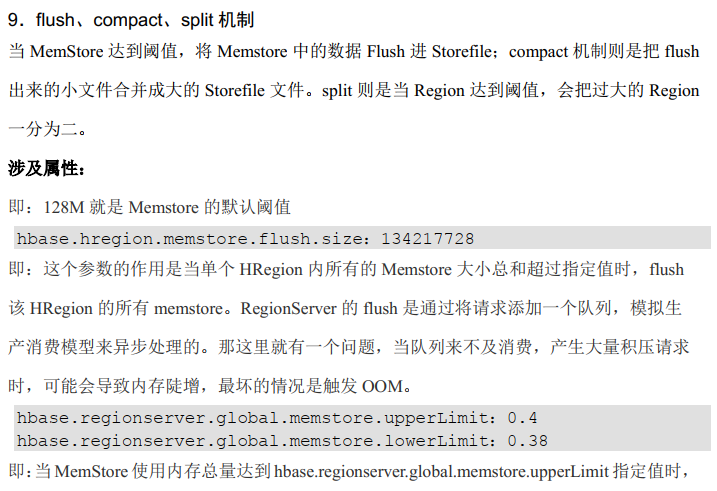 9．flush、compact、split 机制
当 MemStore 达到阈值，将 Memstore 中的数据 Flush 进 Storefile；compact 机制则是把 flush
出来的小文件合并成大的 Storefile 文件。split 则是当 Region 达到阈值，会把过大的 Region
一分为二。
涉及属性：
即：128M 就是 Memstore 的默认阈值
hbase.hregion.memstore.flush.size：134217728
即：这个参数的作用是当单个 HRegion 内所有的 Memstore 大小总和超过指定值时，flush
该 HRegion 的所有 memstore。RegionServer 的 flush 是通过将请求添加一个队列，模拟生
产消费模型来异步处理的。那这里就有一个问题，当队列来不及消费，产生大量积压请求
时，可能会导致内存陡增，最坏的情况是触发 OOM。
hbase.regionserver.global.memstore.upperLimit：0.4
hbase.regionserver.global.memstore.lowerLimit：0.38
即：当 MemStore 使用内存总量达到 hbase.regionserver.global.memstore.upperLimit 指定值时，